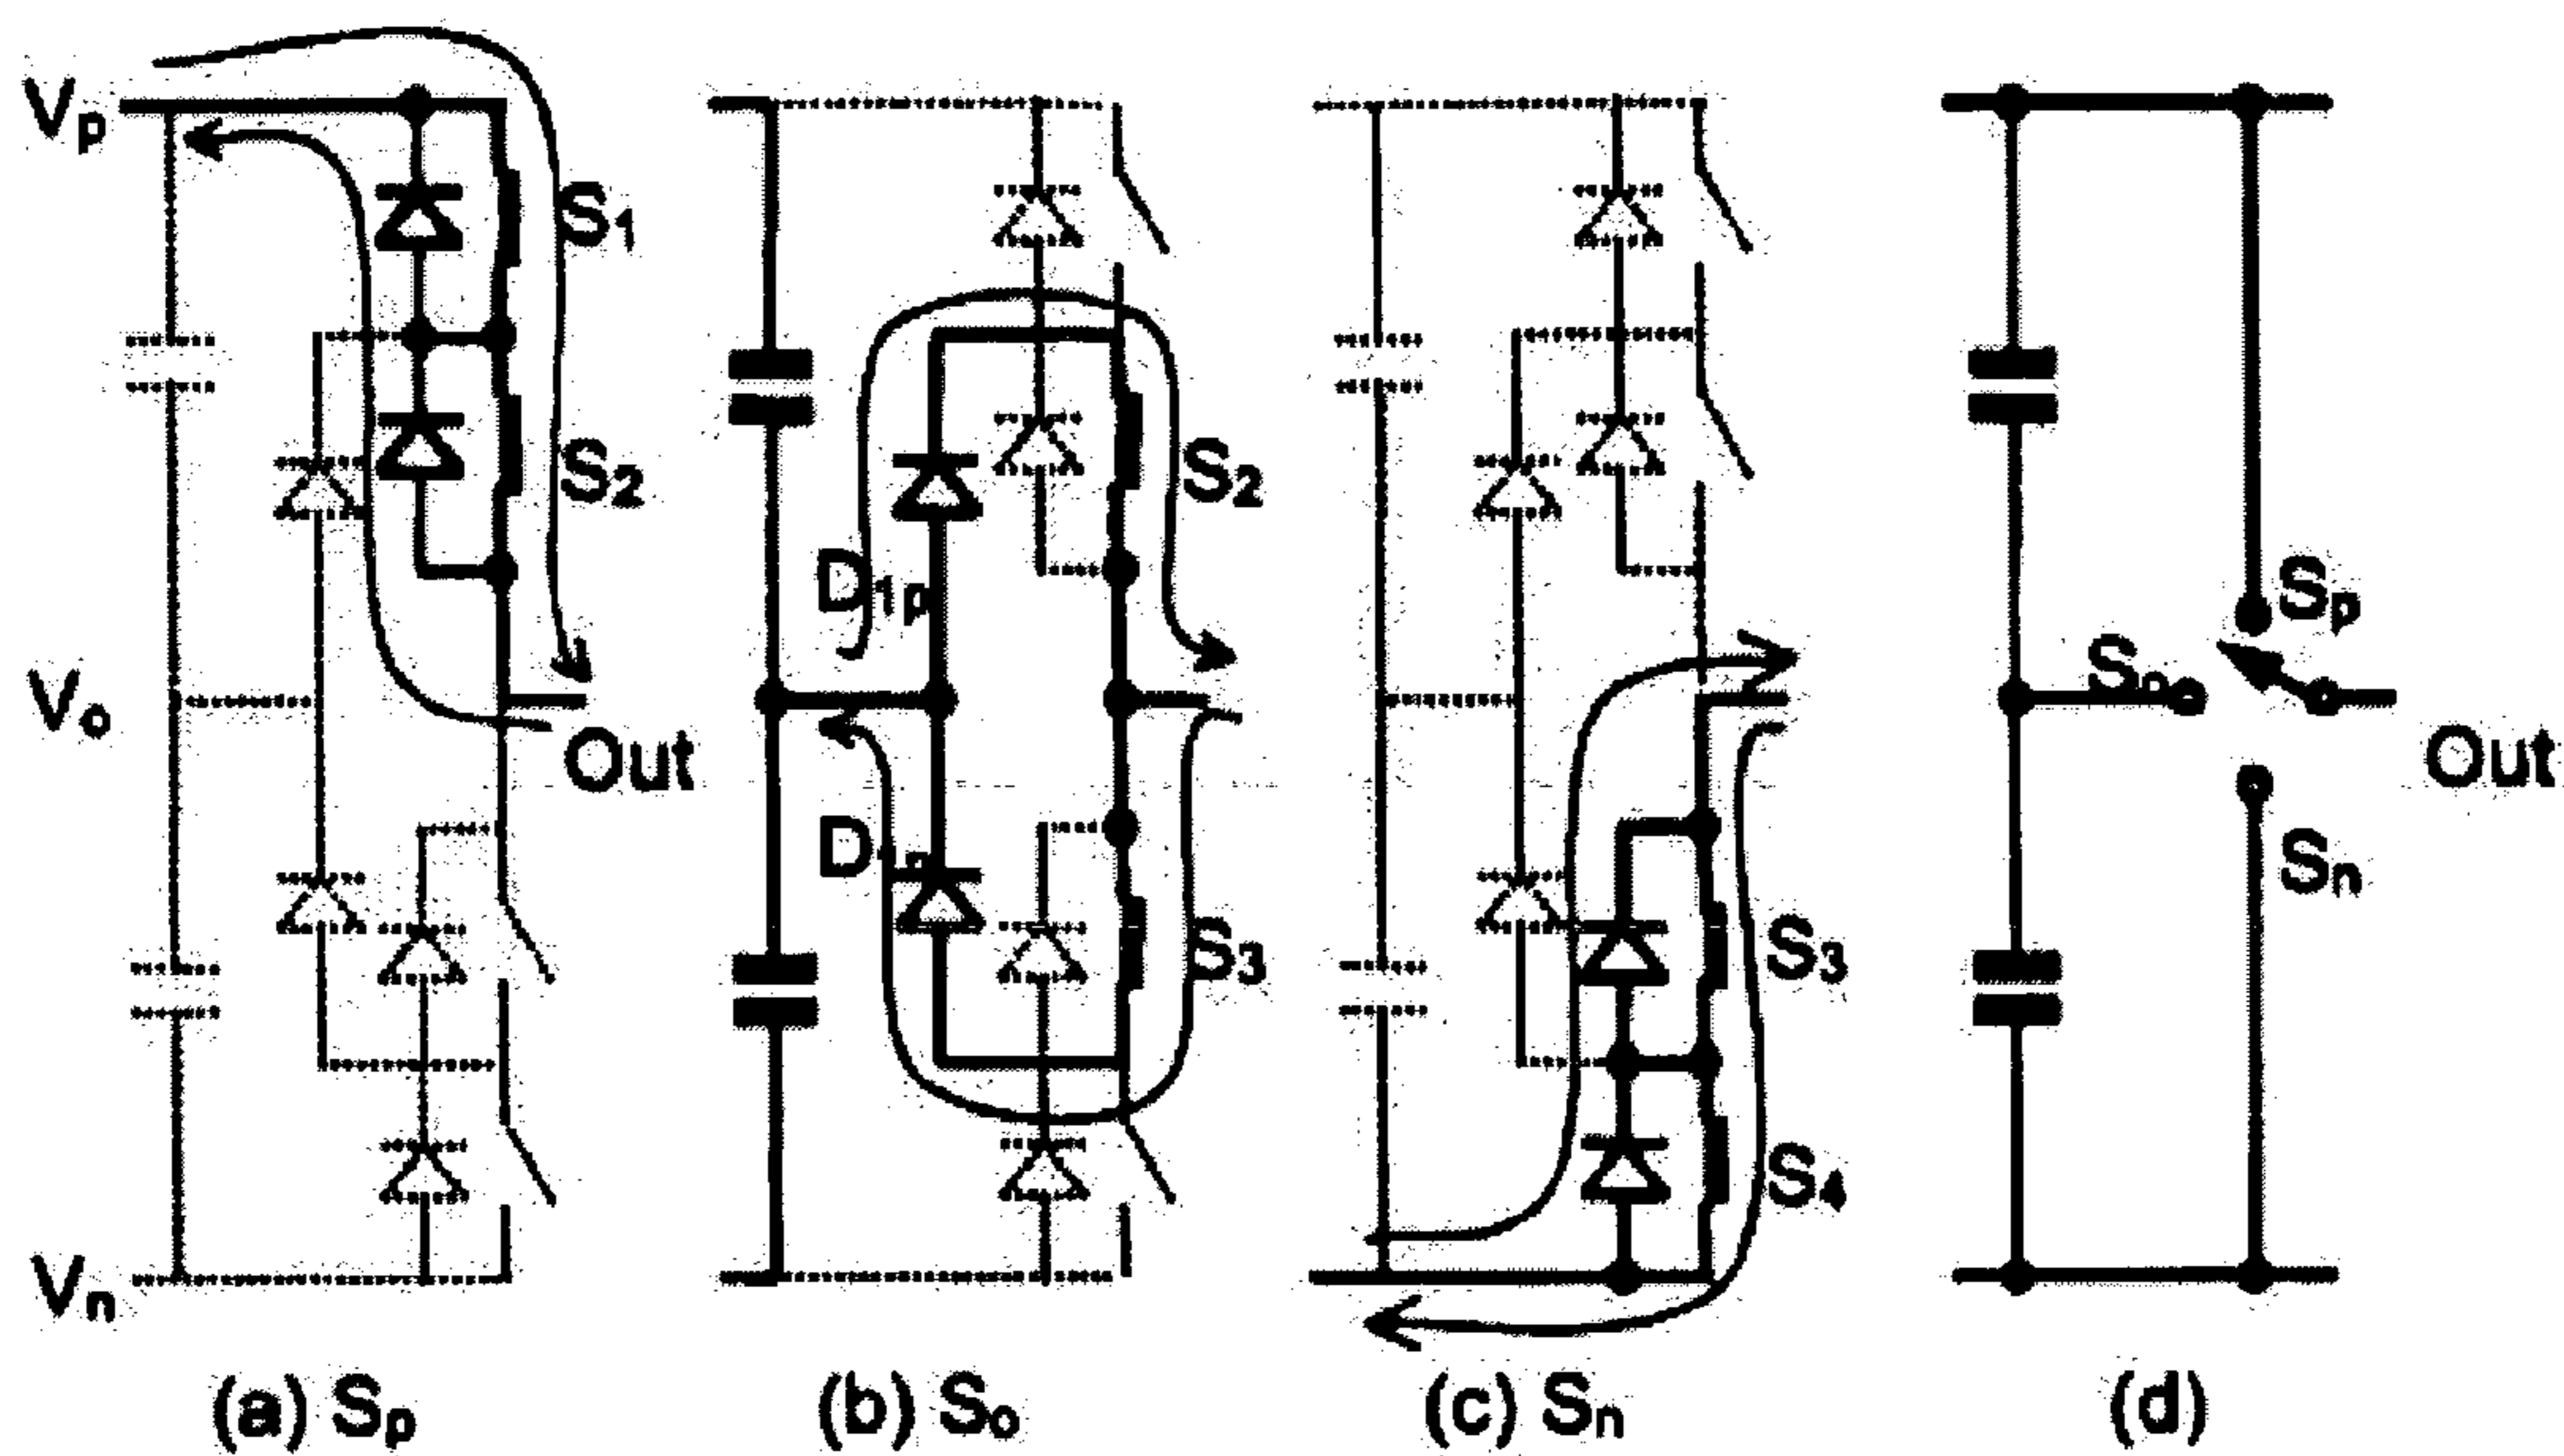 Vp
S1
S2
Vo
Out
Vn
(a) Sp
S2
D1p
D1n
S3
(b) So
S3
S4
(c) Sn
Sp
So
Out
Sn
(d)